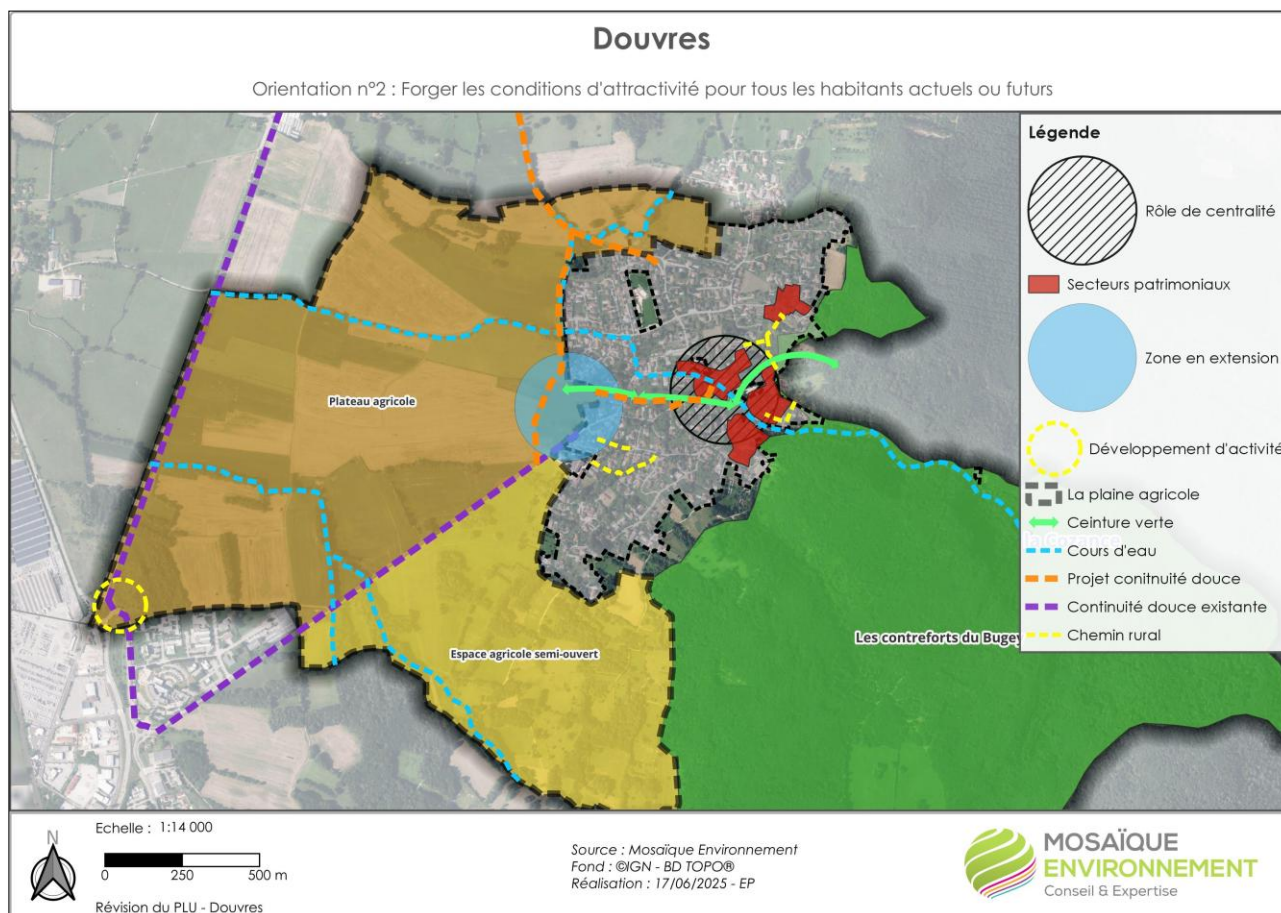 Douvres
Orientation n°2 : Forger les conditions d'attractivité pour tous les habitants actuels ou futurs
Légende
Rôle de centralité
Secteurs patrimoniaux
Zone en extension
Développement d'activité
La plaine agricole
Ceinture verte
Cours d'eau
Projet conitnuité douce
Continuité douce existante
Chemin rural
Plateau agricole
Espace agricole semi-ouvert
Les contreforts du Bugey
la Cozance
N
Echelle : 1:14 000
0 250 500 m
Révision du PLU - Douvres
Source : Mosaïque Environnement
Fond : ©IGN - BD TOPO®
Réalisation : 17/06/2025 - EP
MOSAÏQUE
ENVIRONNEMENT
Conseil & Expertise